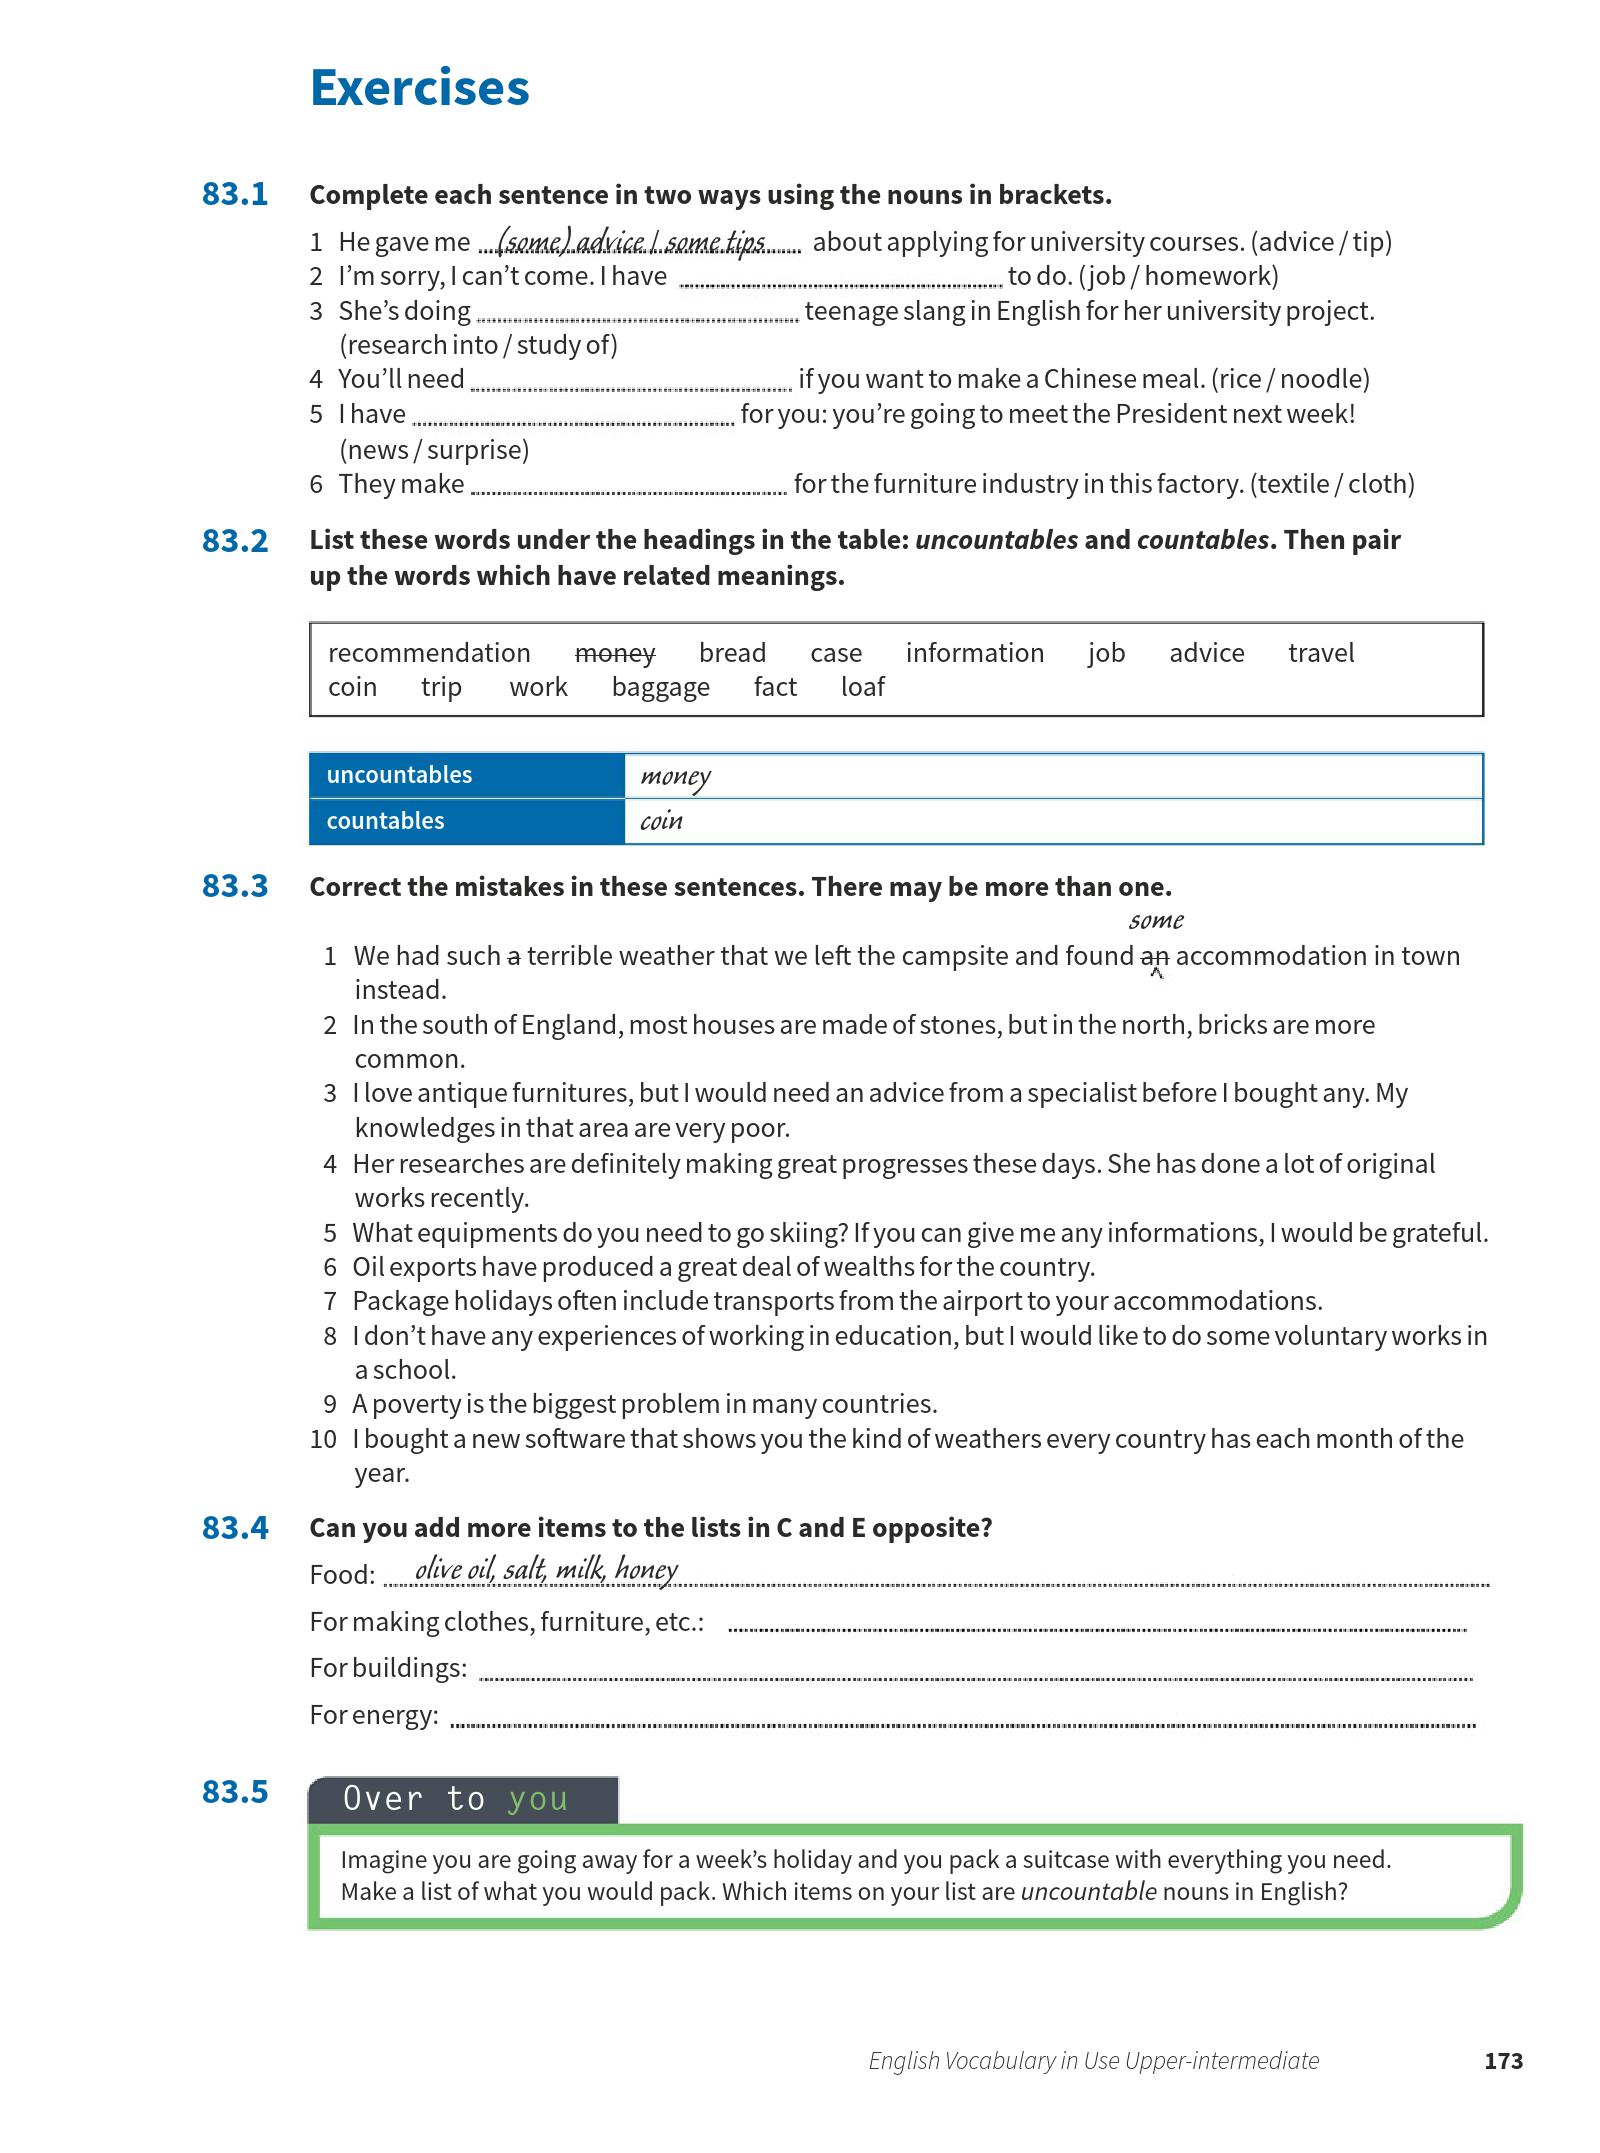 Exercises
83.1 Complete each sentence in two ways using the nouns in brackets.
1 He gave me (some) advice / some tips about applying for university courses. (advice / tip)
2 I'm sorry, I can't come. I have ........ to do. (job / homework)
3 She's doing ........ teenage slang in English for her university project.
(research into / study of)
4 You'll need ........ if you want to make a Chinese meal. (rice / noodle)
5 I have ........ for you: you're going to meet the President next week!
(news / surprise)
6 They make ........ for the furniture industry in this factory. (textile / cloth)
83.2 List these words under the headings in the table: uncountables and countables. Then pair
up the words which have related meanings.
recommendation money bread case information job advice travel
coin trip work baggage fact loaf
uncountables money
countables coin
83.3 Correct the mistakes in these sentences. There may be more than one.
some
1 We had such a terrible weather that we left the campsite and found an accommodation in town
instead.
2 In the south of England, most houses are made of stones, but in the north, bricks are more
common.
3 I love antique furnitures, but I would need an advice from a specialist before I bought any. My
knowledges in that area are very poor.
4 Her researches are definitely making great progresses these days. She has done a lot of original
works recently.
5 What equipments do you need to go skiing? If you can give me any informations, I would be grateful.
6 Oil exports have produced a great deal of wealths for the country.
7 Package holidays often include transports from the airport to your accommodations.
8 I don't have any experiences of working in education, but I would like to do some voluntary works in
a school.
9 A poverty is the biggest problem in many countries.
10 I bought a new software that shows you the kind of weathers every country has each month of the
year.
83.4 Can you add more items to the lists in C and E opposite?
Food: olive oil, salt, milk, honey
For making clothes, furniture, etc.:
For buildings:
For energy:
83.5 Over to you
Imagine you are going away for a week's holiday and you pack a suitcase with everything you need.
Make a list of what you would pack. Which items on your list are uncountable nouns in English?
English Vocabulary in Use Upper-intermediate 173